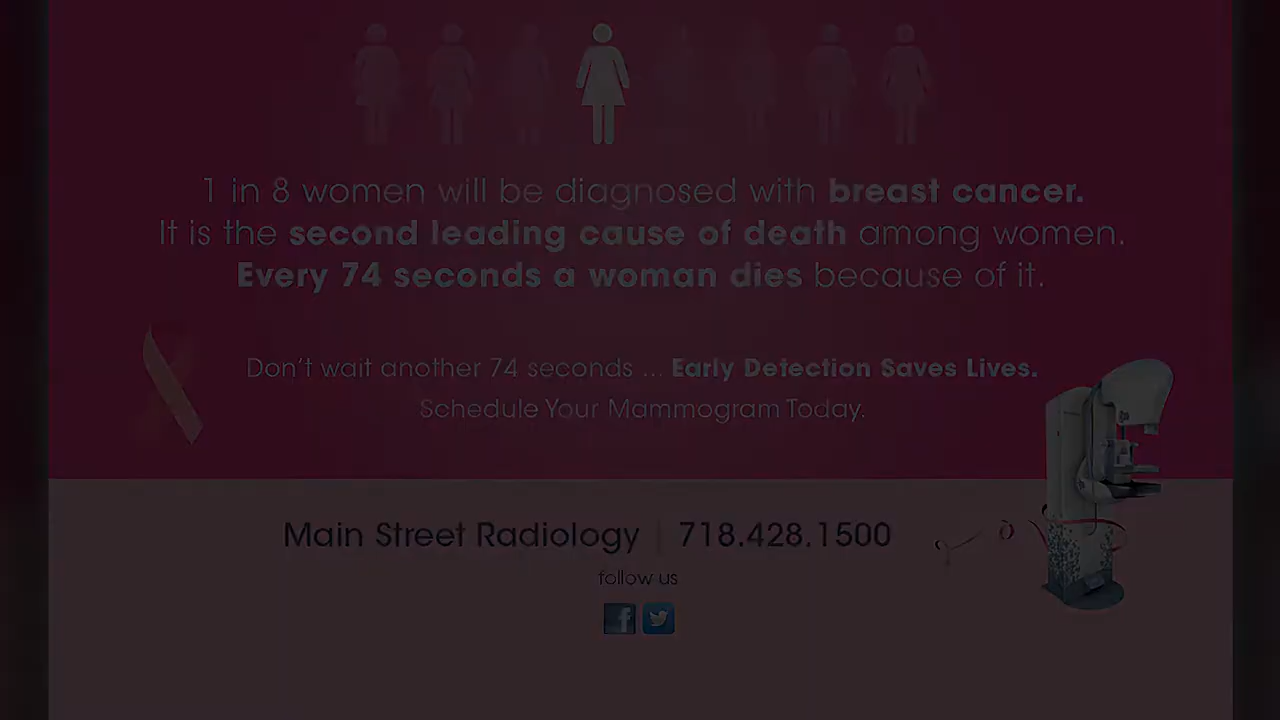 1 in 8 women will be diagnosed with breast cancer.
It is the second leading cause of death among women.
Every 74 seconds a woman dies because of it.
Don't wait another 74 seconds ... Early Detection Saves Lives.
Schedule Your Mammogram Today.
Main Street Radiology | 718.428.1500
follow us